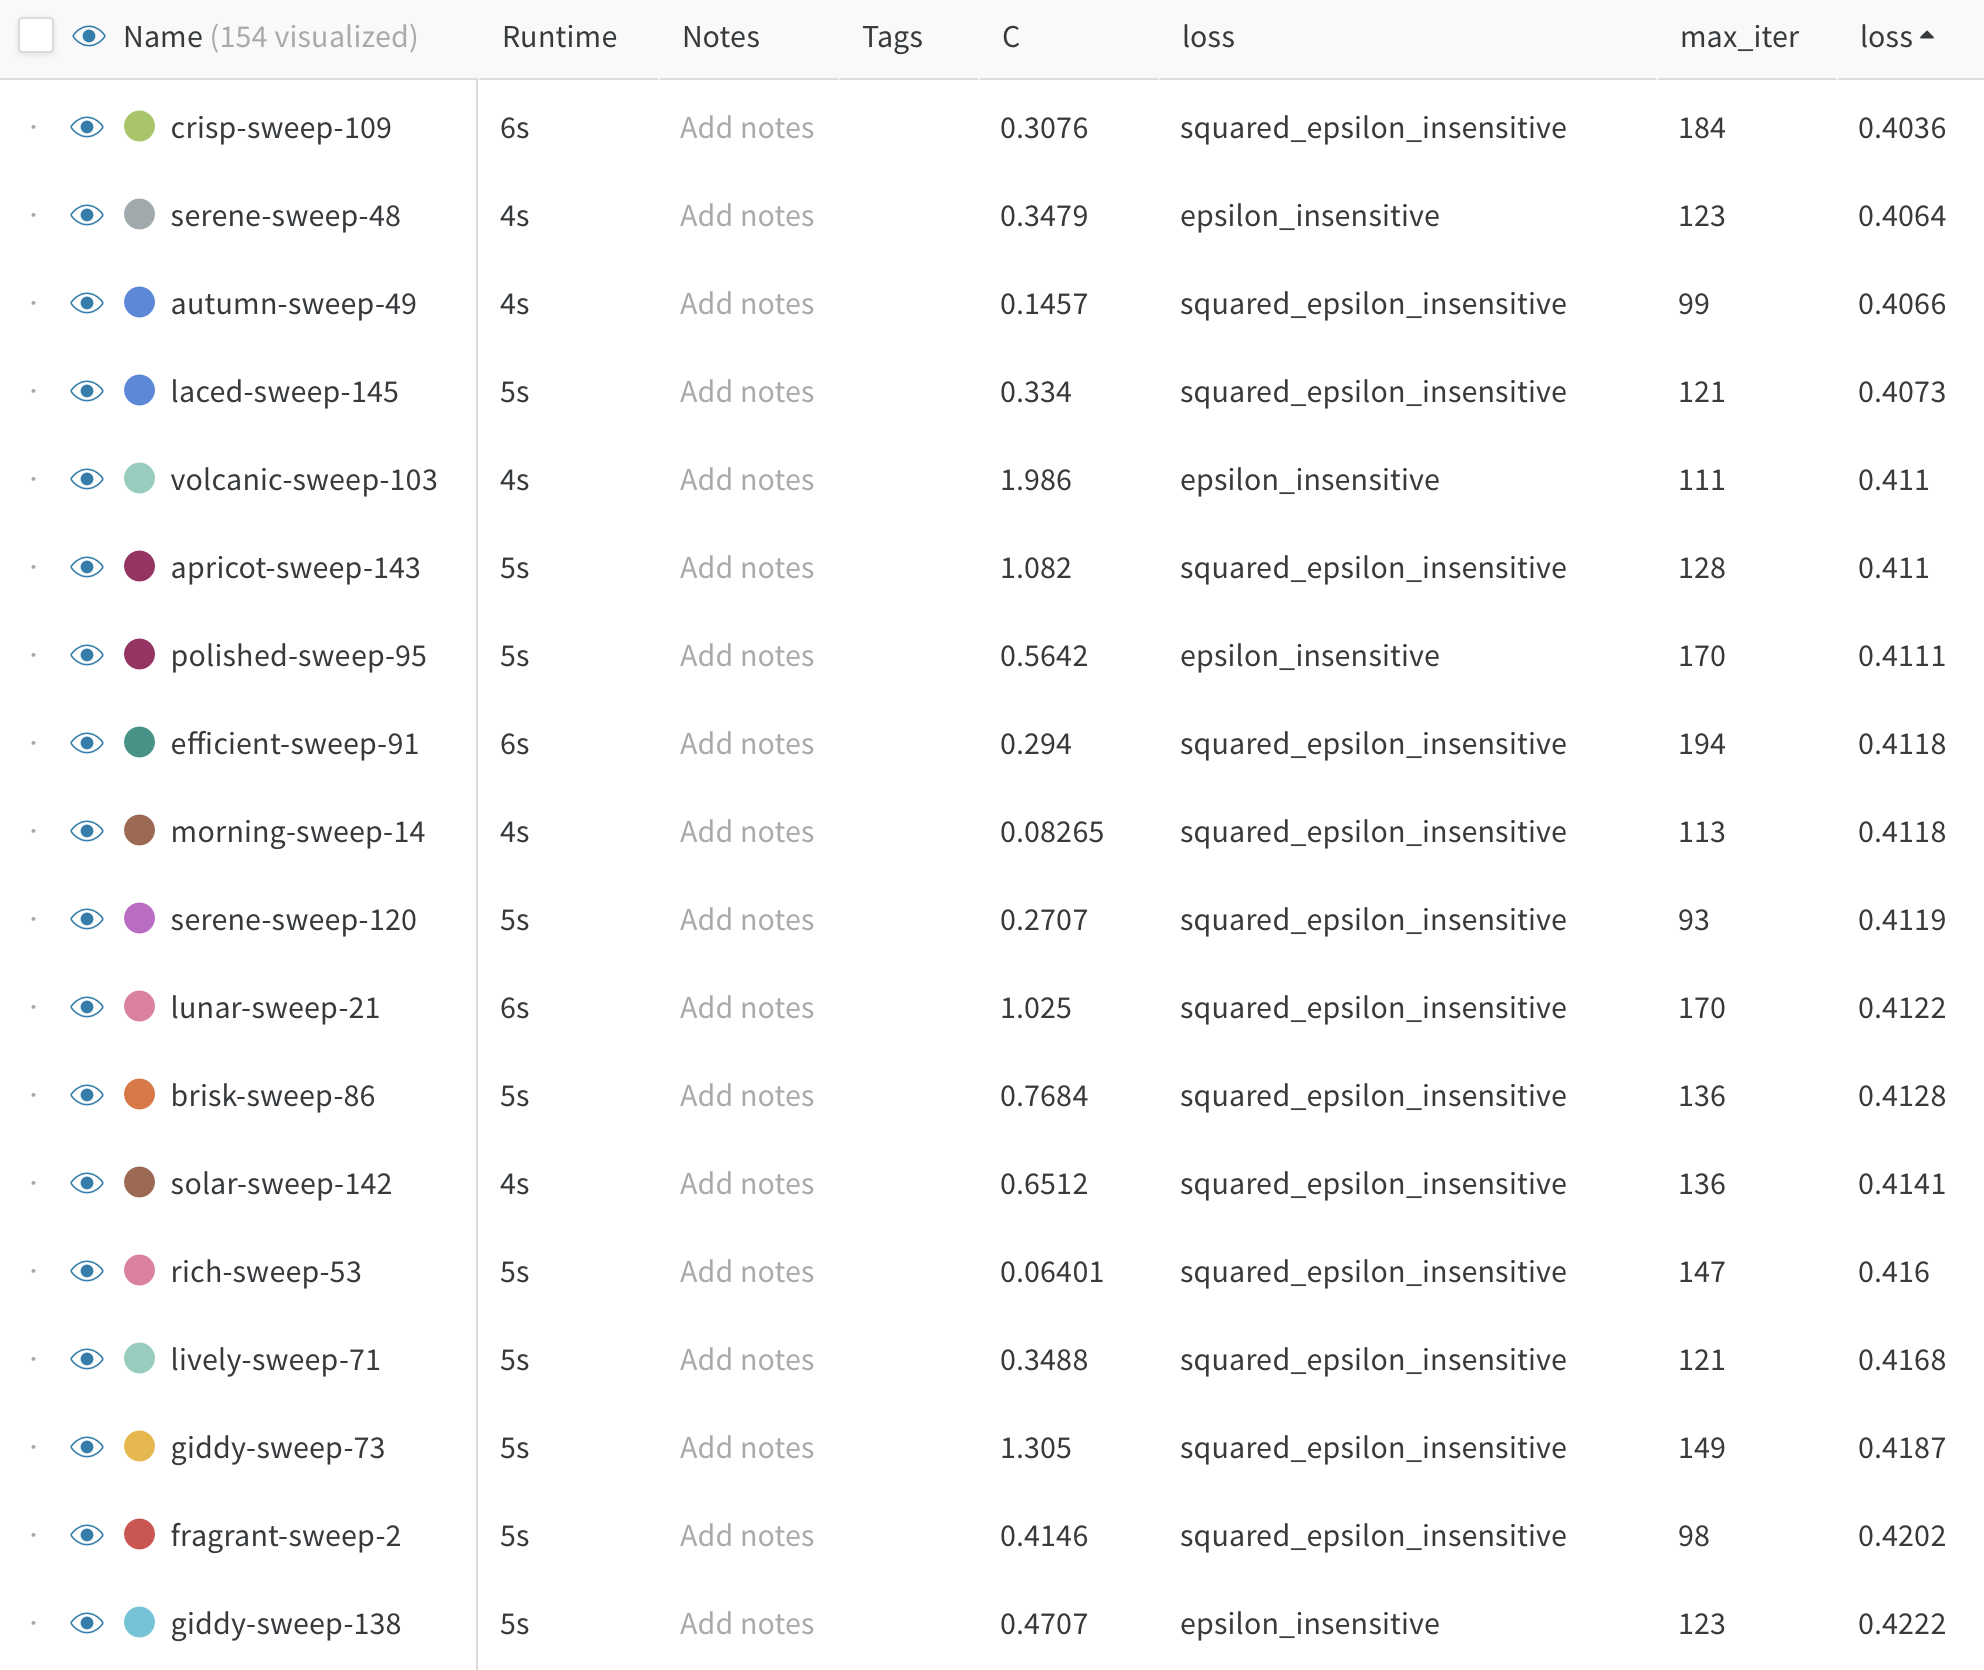 Name (154 visualized) Runtime Notes Tags C loss max_iter loss
crisp-sweep-109 6s Add notes 0.3076 squared_epsilon_insensitive 184 0.4036
serene-sweep-48 4s Add notes 0.3479 epsilon_insensitive 123 0.4064
autumn-sweep-49 4s Add notes 0.1457 squared_epsilon_insensitive 99 0.4066
laced-sweep-145 5s Add notes 0.334 squared_epsilon_insensitive 121 0.4073
volcanic-sweep-103 4s Add notes 1.986 epsilon_insensitive 111 0.411
apricot-sweep-143 5s Add notes 1.082 squared_epsilon_insensitive 128 0.411
polished-sweep-95 5s Add notes 0.5642 epsilon_insensitive 170 0.4111
efficient-sweep-91 6s Add notes 0.294 squared_epsilon_insensitive 194 0.4118
morning-sweep-14 4s Add notes 0.08265 squared_epsilon_insensitive 113 0.4118
serene-sweep-120 5s Add notes 0.2707 squared_epsilon_insensitive 93 0.4119
lunar-sweep-21 6s Add notes 1.025 squared_epsilon_insensitive 170 0.4122
brisk-sweep-86 5s Add notes 0.7684 squared_epsilon_insensitive 136 0.4128
solar-sweep-142 4s Add notes 0.6512 squared_epsilon_insensitive 136 0.4141
rich-sweep-53 5s Add notes 0.06401 squared_epsilon_insensitive 147 0.416
lively-sweep-71 5s Add notes 0.3488 squared_epsilon_insensitive 121 0.4168
giddy-sweep-73 5s Add notes 1.305 squared_epsilon_insensitive 149 0.4187
fragrant-sweep-2 5s Add notes 0.4146 squared_epsilon_insensitive 98 0.4202
giddy-sweep-138 5s Add notes 0.4707 epsilon_insensitive 123 0.4222